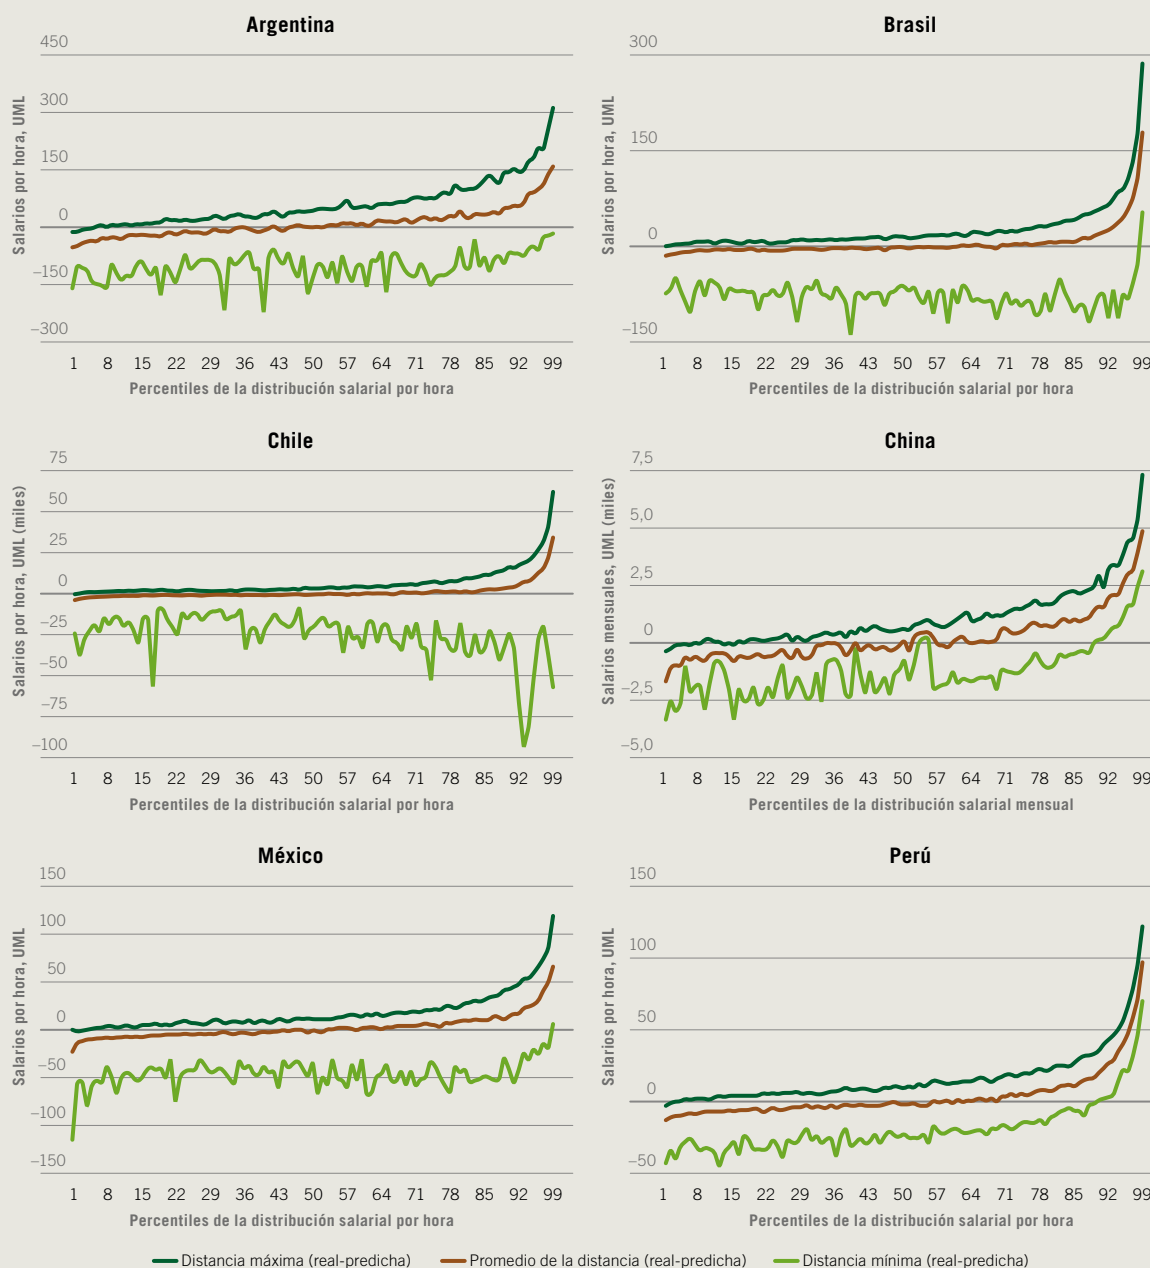 Argentina
Salarios por hora, UML
450
300
150
0
–150
–300
1 8 15 22 29 36 43 50 57 64 71 78 85 92 99
Percentiles de la distribución salarial por hora
Brasil
Salarios por hora, UML
300
150
0
–150
1 8 15 22 29 36 43 50 57 64 71 78 85 92 99
Percentiles de la distribución salarial por hora
Chile
Salarios por hora, UML (miles)
75
50
25
0
–25
–50
–75
–100
1 8 15 22 29 36 43 50 57 64 71 78 85 92 99
Percentiles de la distribución salarial por hora
China
Salarios mensuales, UML (miles)
7,5
5,0
2,5
0
–2,5
–5,0
1 8 15 22 29 36 43 50 57 64 71 78 85 92 99
Percentiles de la distribución salarial mensual
México
Salarios por hora, UML
150
100
50
0
–50
–100
–150
1 8 15 22 29 36 43 50 57 64 71 78 85 92 99
Percentiles de la distribución salarial por hora
Perú
Salarios por hora, UML
150
100
50
0
–50
1 8 15 22 29 36 43 50 57 64 71 78 85 92 99
Percentiles de la distribución salarial por hora
Distancia máxima (real-predicha) Promedio de la distancia (real-predicha) Distancia mínima (real-predicha)